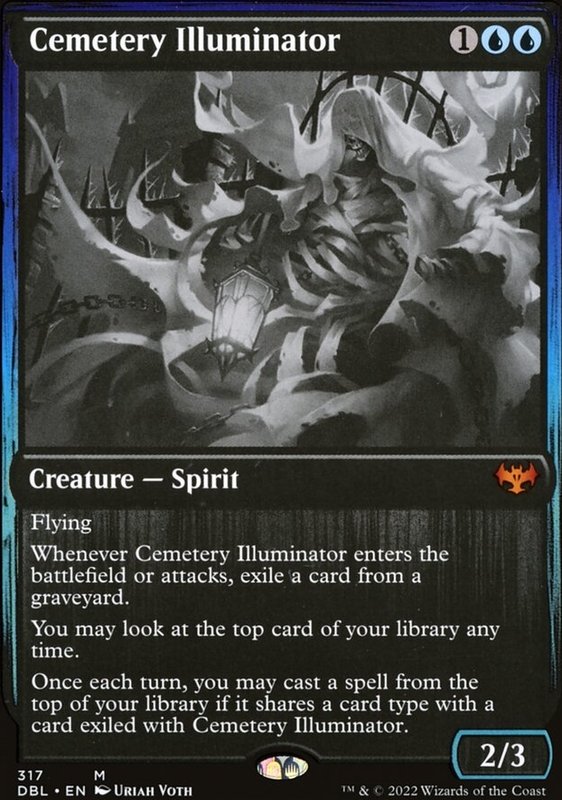 Cemetery Illuminator 1
Creature — Spirit
Flying
Whenever Cemetery Illuminator enters the
battlefield or attacks, exile a card from a
graveyard.
You may look at the top card of your library any
time.
Once each turn, you may cast a spell from the
top of your library if it shares a card type with a
card exiled with Cemetery Illuminator.
2/3
317 M
DBL • EN Uriah Voth
™ & © 2022 Wizards of the Coast